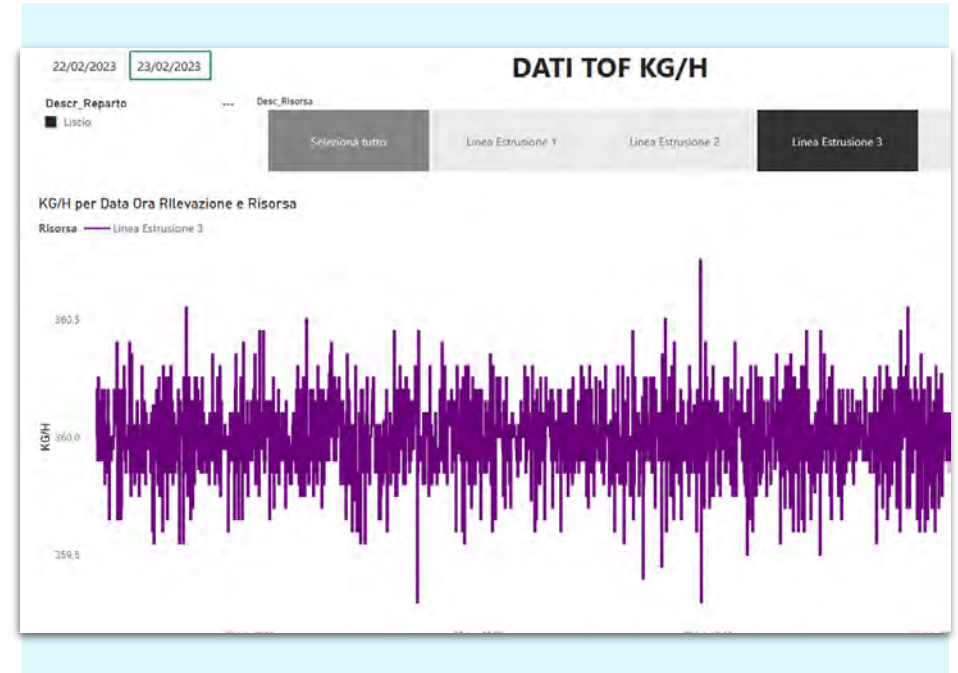 22/02/2023 23/02/2023
DATI TOF KG/H
Descr_Reparto ... Desc_Risorsa
Liscio
Seleziona tutto Linea Estrusione 1 Linea Estrusione 2 Linea Estrusione 3
KG/H per Data Ora RIlevazione e Risorsa
Risorsa Linea Estrusione 3
360,5
KG/H
360,0
359,5